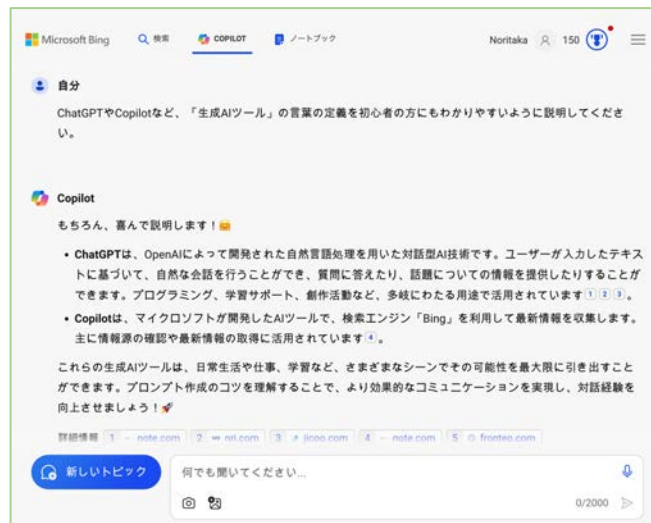 Microsoft Bing 検索 COPILOT ノートブック Noritaka 150
自分
ChatGPTやCopilotなど、「生成AIツール」の言葉の定義を初心者の方にもわかりやすいように説明してくださ
い。
Copilot
もちろん、喜んで説明します！😊
• ChatGPTは、OpenAIによって開発された自然言語処理を用いた対話型AI技術です。ユーザーが入力したテキス
トに基づいて、自然な会話を行うことができ、質問に答えたり、話題についての情報を提供したりすることが
できます。プログラミング、学習サポート、創作活動など、多岐にわたる用途で活用されています 1 2 3 。
• Copilotは、マイクロソフトが開発したAIツールで、検索エンジン「Bing」を利用して最新情報を収集します。
主に情報源の確認や最新情報の取得に活用されています 4 。
これらの生成AIツールは、日常生活や仕事、学習など、さまざまなシーンでその可能性を最大限に引き出すこと
ができます。プロンプト作成のコツを理解することで、より効果的なコミュニケーションを実現し、対話経験を
向上させましょう！🚀
詳細情報 1 note.com 2 nri.com 3 jicoo.com 4 note.com 5 fronteo.com
新しいトピック
何でも聞いてください...
0/2000